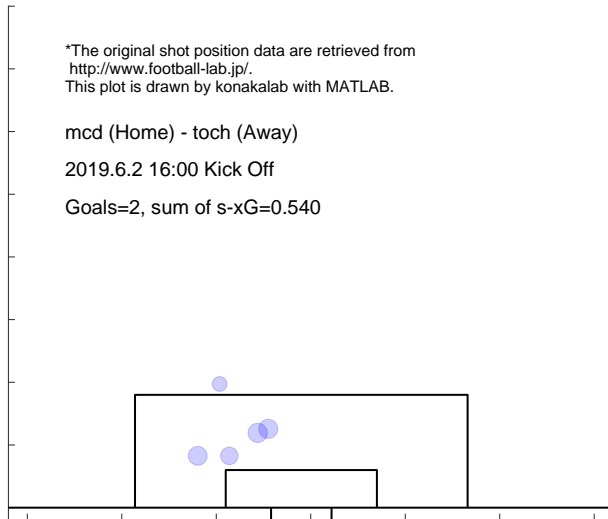 *The original shot position data are retrieved from
http://www.football-lab.jp/.
This plot is drawn by konakalab with MATLAB.
mcd (Home) - toch (Away)
2019.6.2 16:00 Kick Off
Goals=2, sum of s-xG=0.540